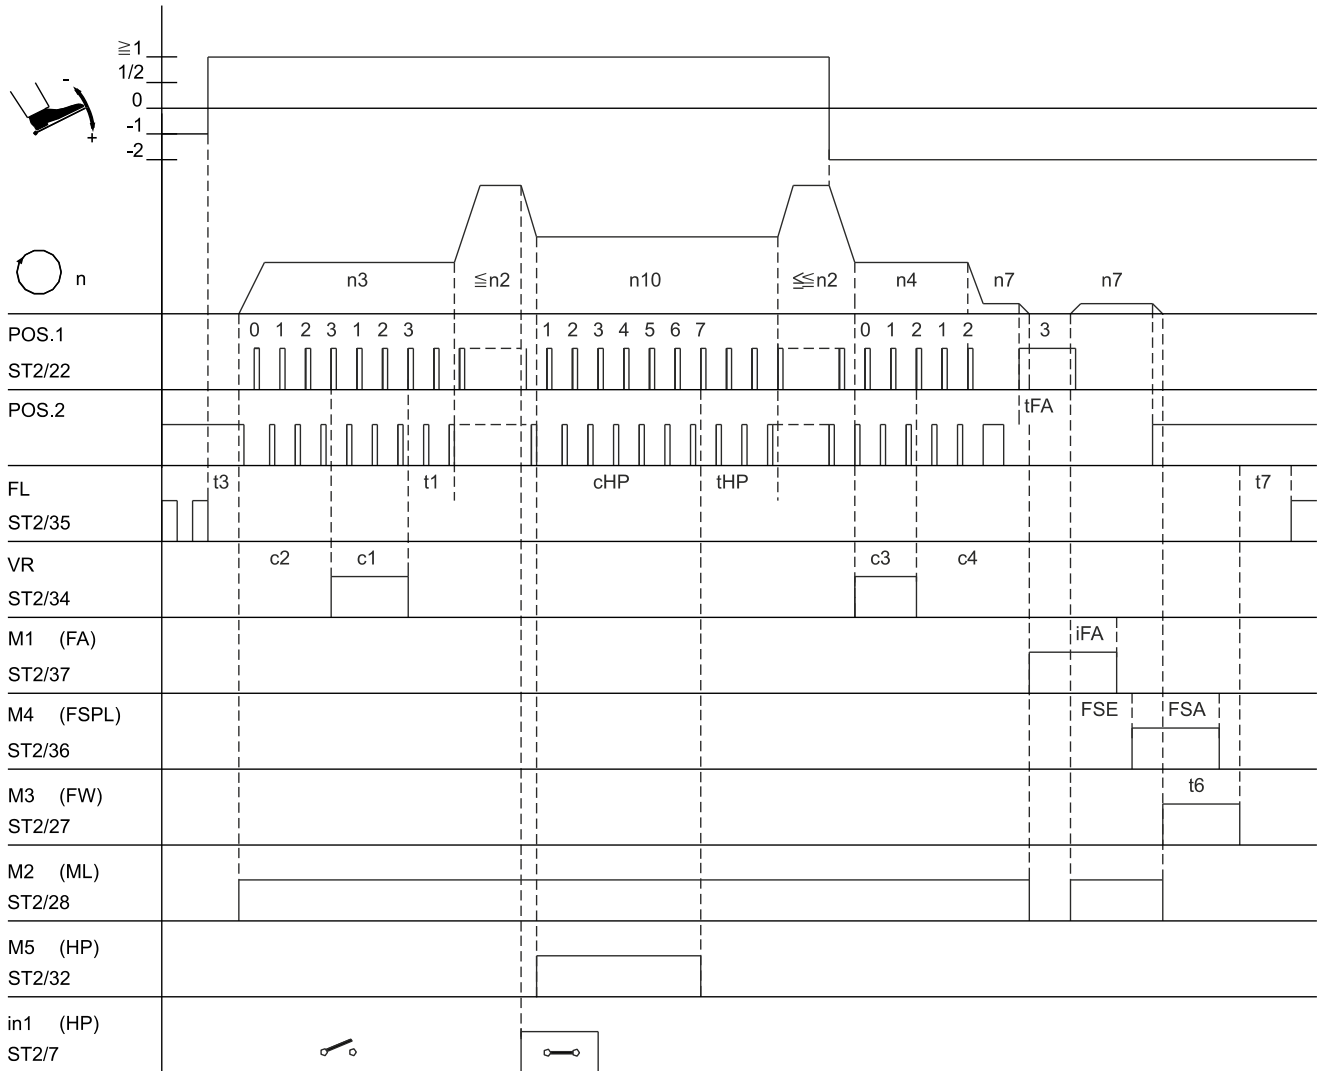 ≧1
1/2
0
-1
-2
-
+
n
n3
≦n2
n10
≦≦n2
n4
n7
n7
POS.1
0 1 2 3 1 2 3
1 2 3 4 5 6 7
0 1 2 1 2
3
ST2/22
POS.2
tFA
FL
t3
t1
cHP
tHP
t7
ST2/35
VR
c2
c1
c3
c4
ST2/34
M1 (FA)
iFA
ST2/37
M4 (FSPL)
FSE
FSA
ST2/36
M3 (FW)
t6
ST2/27
M2 (ML)
ST2/28
M5 (HP)
ST2/32
in1 (HP)
ST2/7